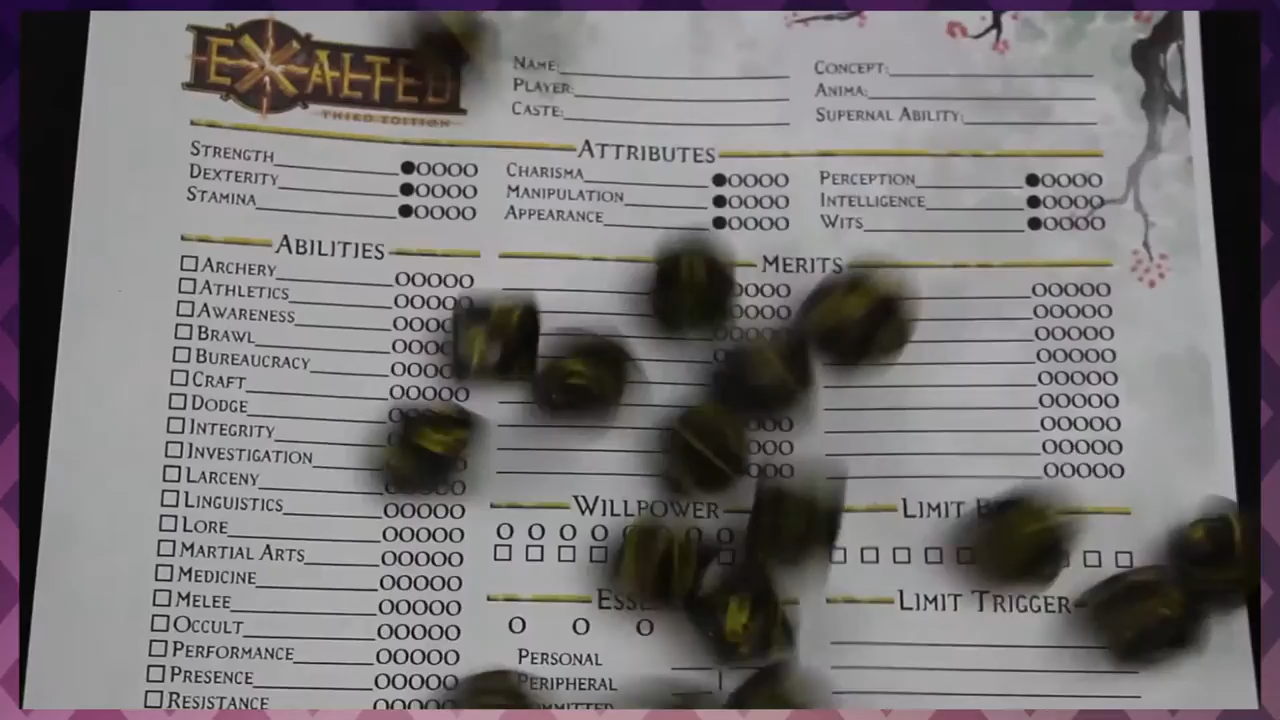 EXALTED
THIRD EDITION
NAME:
PLAYER:
CASTE:
CONCEPT:
ANIMA:
SUPERNAL ABILITY:
ATTRIBUTES
STRENGTH
DEXTERITY
STAMINA
CHARISMA
MANIPULATION
APPEARANCE
PERCEPTION
INTELLIGENCE
WITS
ABILITIES
ARCHERY
ATHLETICS
AWARENESS
BRAWL
BUREAUCRACY
CRAFT
DODGE
INTEGRITY
INVESTIGATION
LARCENY
LINGUISTICS
LORE
MARTIAL ARTS
MEDICINE
MELEE
OCCULT
PERFORMANCE
PRESENCE
RESISTANCE
MERITS
WILLPOWER
LIMIT
LIMIT TRIGGER
PERSONAL
PERIPHERAL